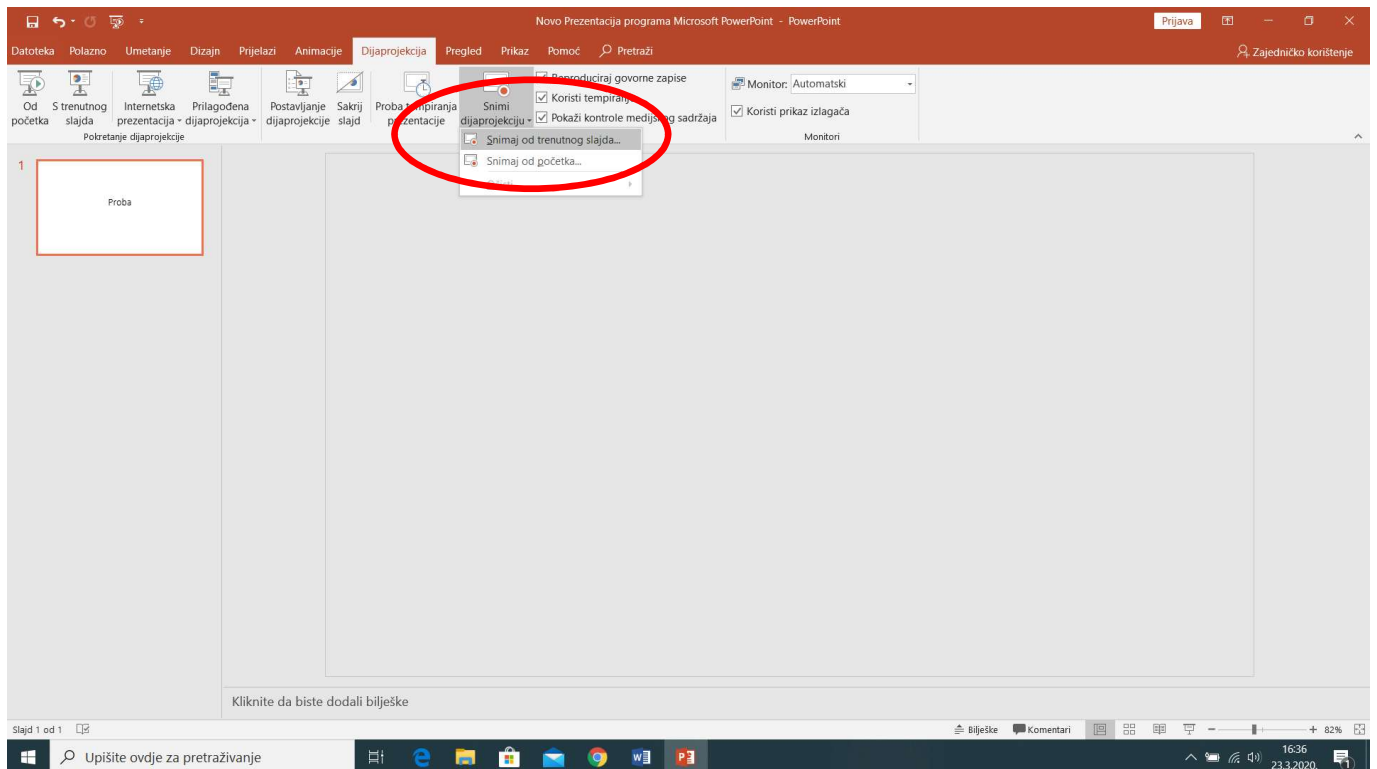 Novo Prezentacija programa Microsoft PowerPoint - PowerPoint
Prijava
Datoteka Polazno Umetanje Dizajn Prijelazi Animacije Dijaprojekcija Pregled Prikaz Pomoć Pretraži
Zajedničko korištenje
Od početka
S trenutnog slajda
Internetska prezentacija
Prilagođena dijaprojekcija
Pokretanje dijaprojekcije
Postavljanje dijaprojekcije
Sakrij slajd
Proba tempiranja prezentacije
Snimi dijaprojekciju
Reproduciraj govorne zapise
Koristi tempiranje
Pokaži kontrole medijskog sadržaja
Monitor: Automatski
Koristi prikaz izlagača
Monitori
Snimaj od trenutnog slajda...
Snimaj od početka...
1
Proba
Kliknite da biste dodali bilješke
Slajd 1 od 1
Bilješke Komentari
82%
Upišite ovdje za pretraživanje
16:36
23.3.2020.
1